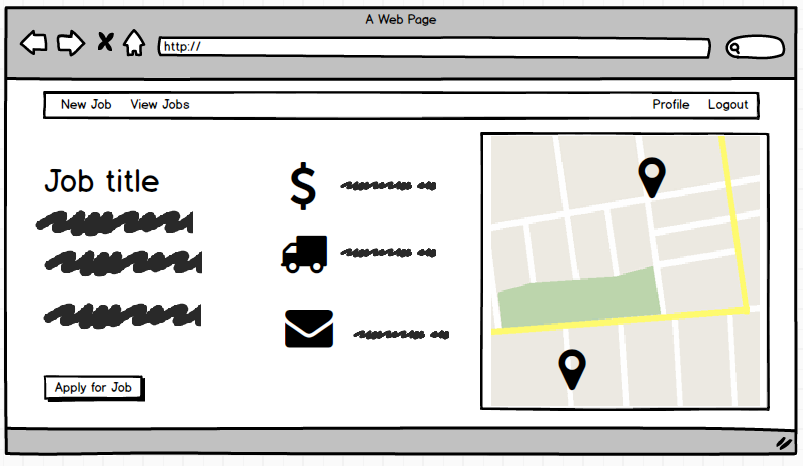 A Web Page
http://
New Job View Jobs Profile Logout
Job title
$
Apply for Job